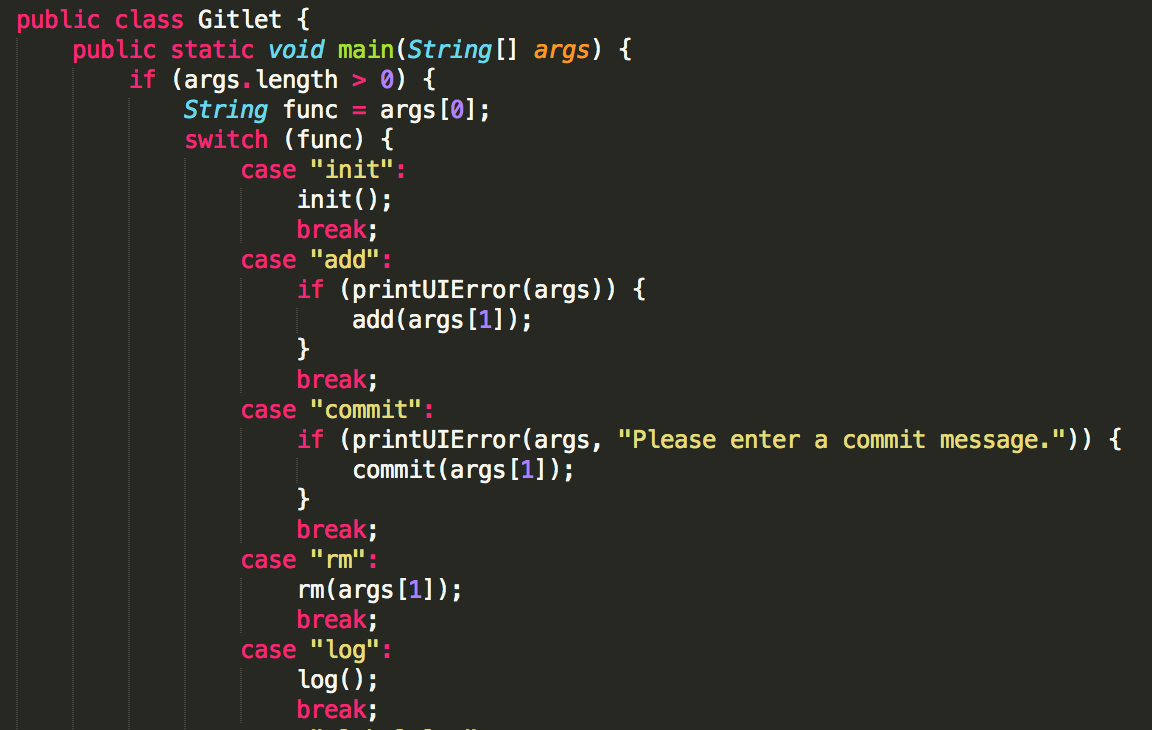 public class Gitlet {
    public static void main(String[] args) {
        if (args.length > 0) {
            String func = args[0];
            switch (func) {
                case "init":
                    init();
                    break;
                case "add":
                    if (printUIError(args)) {
                        add(args[1]);
                    }
                    break;
                case "commit":
                    if (printUIError(args, "Please enter a commit message.")) {
                        commit(args[1]);
                    }
                    break;
                case "rm":
                    rm(args[1]);
                    break;
                case "log":
                    log();
                    break;